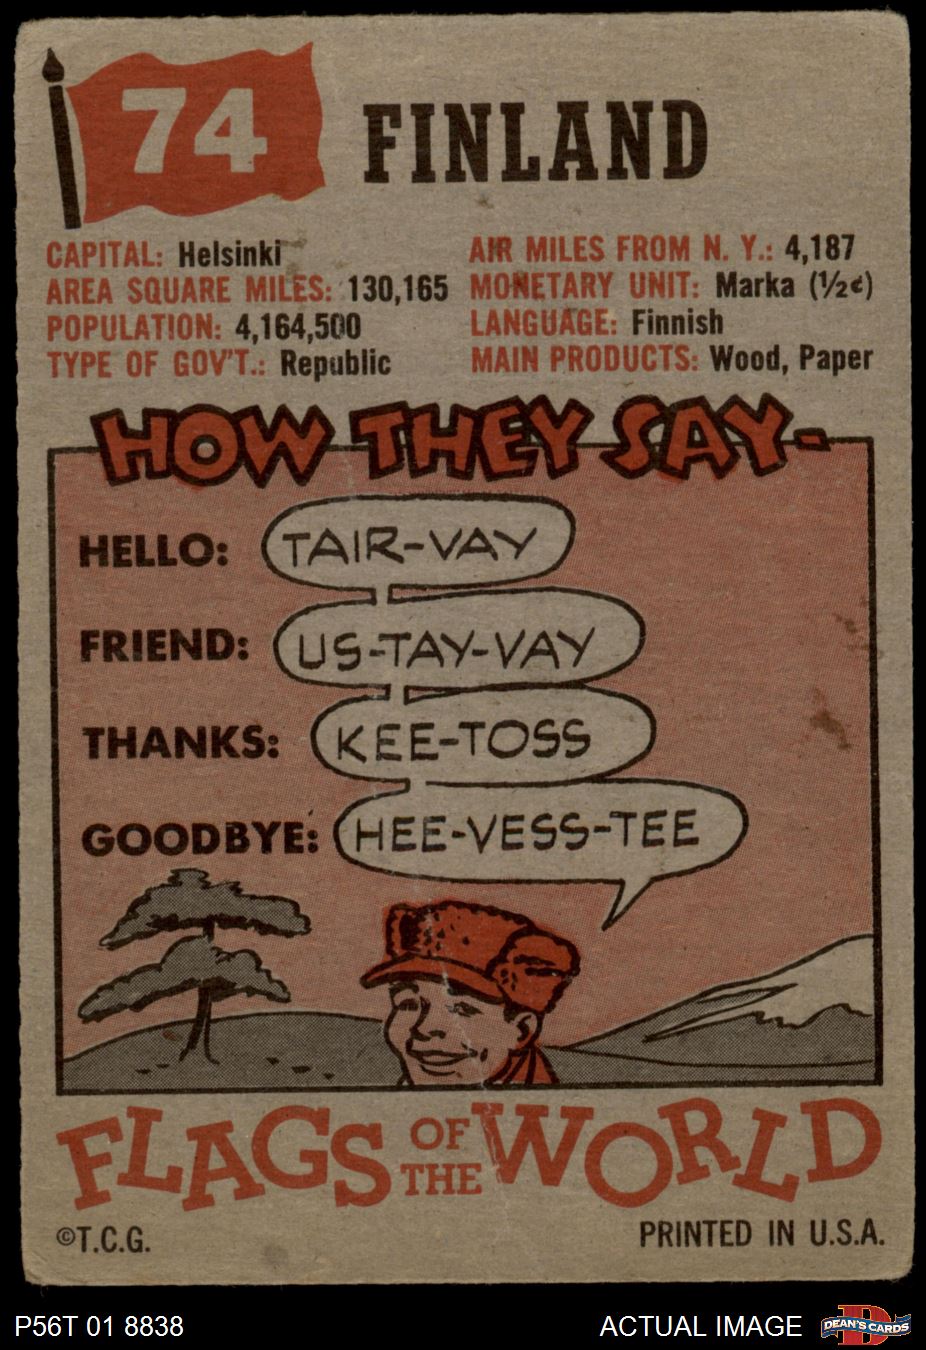 74 FINLAND
CAPITAL: Helsinki
AREA SQUARE MILES: 130,165
POPULATION: 4,164,500
TYPE OF GOV'T.: Republic
AIR MILES FROM N. Y.: 4,187
MONETARY UNIT: Marka (½¢)
LANGUAGE: Finnish
MAIN PRODUCTS: Wood, Paper
HOW THEY SAY-
HELLO: TAIR-VAY
FRIEND: US-TAY-VAY
THANKS: KEE-TOSS
GOODBYE: HEE-VESS-TEE
FLAGS OF THE WORLD
©T.C.G.
PRINTED IN U.S.A.
P56T 01 8838
ACTUAL IMAGE
DEAN'S CARDS